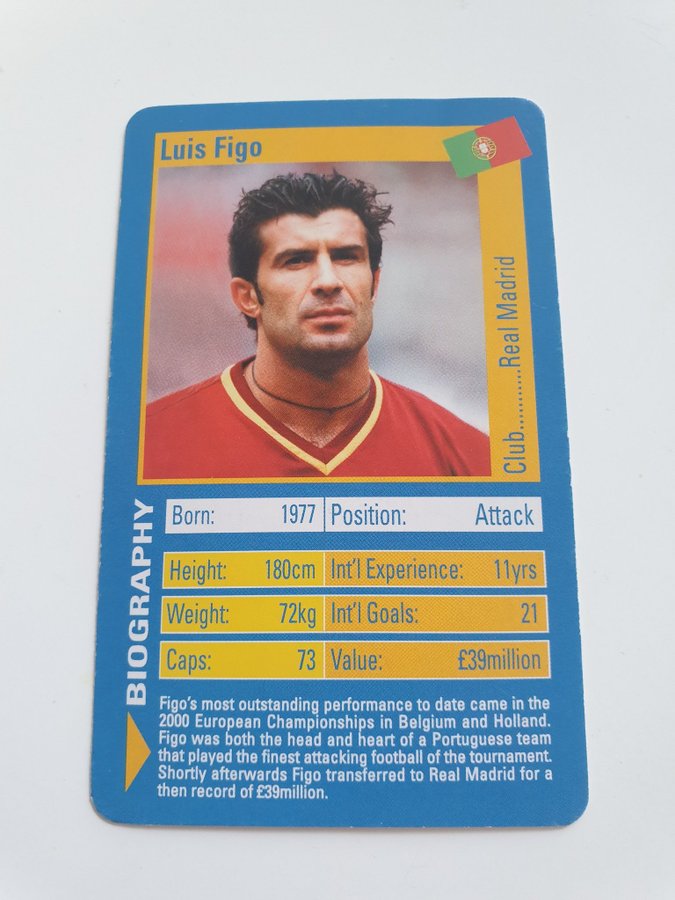 Luis Figo
Club...........Real Madrid
BIOGRAPHY
Born: 1977 Position: Attack
Height: 180cm Int'l Experience: 11yrs
Weight: 72kg Int'l Goals: 21
Caps: 73 Value: £39million
Figo's most outstanding performance to date came in the
2000 European Championships in Belgium and Holland.
Figo was both the head and heart of a Portuguese team
that played the finest attacking football of the tournament.
Shortly afterwards Figo transferred to Real Madrid for a
then record of £39million.